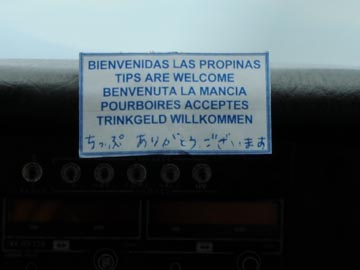 BIENVENIDAS LAS PROPINAS
TIPS ARE WELCOME
BENVENUTA LA MANCIA
POURBOIRES ACCEPTES
TRINKGELD WILLKOMMEN
ちっぷ ありがとうございます